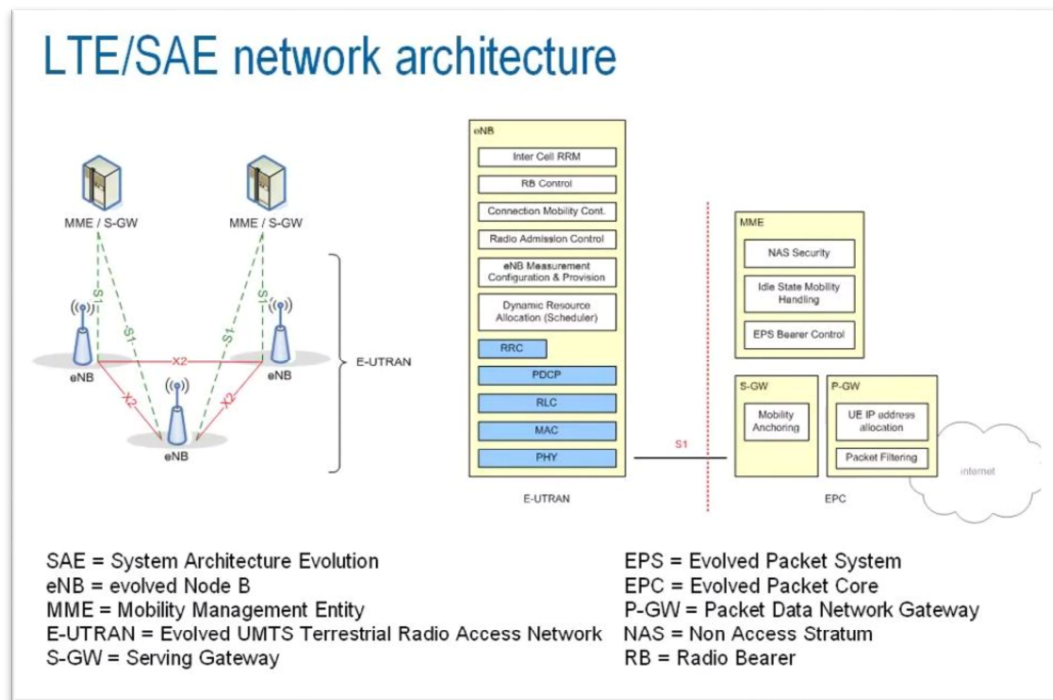 LTE/SAE network architecture
MME / S-GW
MME / S-GW
S1
S1
S1
S1
eNB
X2
eNB
X2
X2
eNB
E-UTRAN
eNB
Inter Cell RRM
RB Control
Connection Mobility Cont.
Radio Admission Control
eNB Measurement
Configuration & Provision
Dynamic Resource
Allocation (Scheduler)
RRC
PDCP
RLC
MAC
PHY
E-UTRAN
S1
MME
NAS Security
Idle State Mobility
Handling
EPS Bearer Control
S-GW
Mobility
Anchoring
P-GW
UE IP address
allocation
Packet Filtering
EPC
internet
SAE = System Architecture Evolution
eNB = evolved Node B
MME = Mobility Management Entity
E-UTRAN = Evolved UMTS Terrestrial Radio Access Network
S-GW = Serving Gateway
EPS = Evolved Packet System
EPC = Evolved Packet Core
P-GW = Packet Data Network Gateway
NAS = Non Access Stratum
RB = Radio Bearer